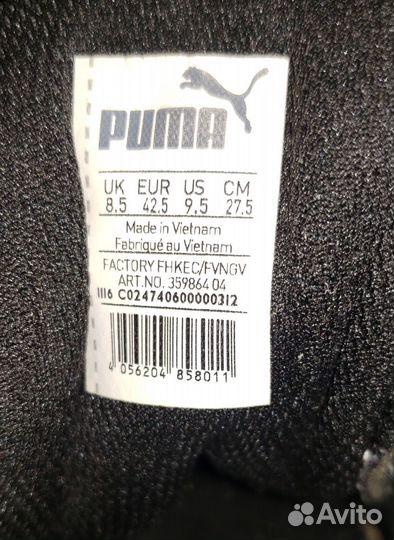 PUMA
UK EUR US CM
8.5 42.5 9.5 27.5
Made in Vietnam
Fabriqué au Vietnam
FACTORY FHKEC/FVNGV
ART.NO. 359864 04
1116 C024740600000312
4 056204 858011
Avito